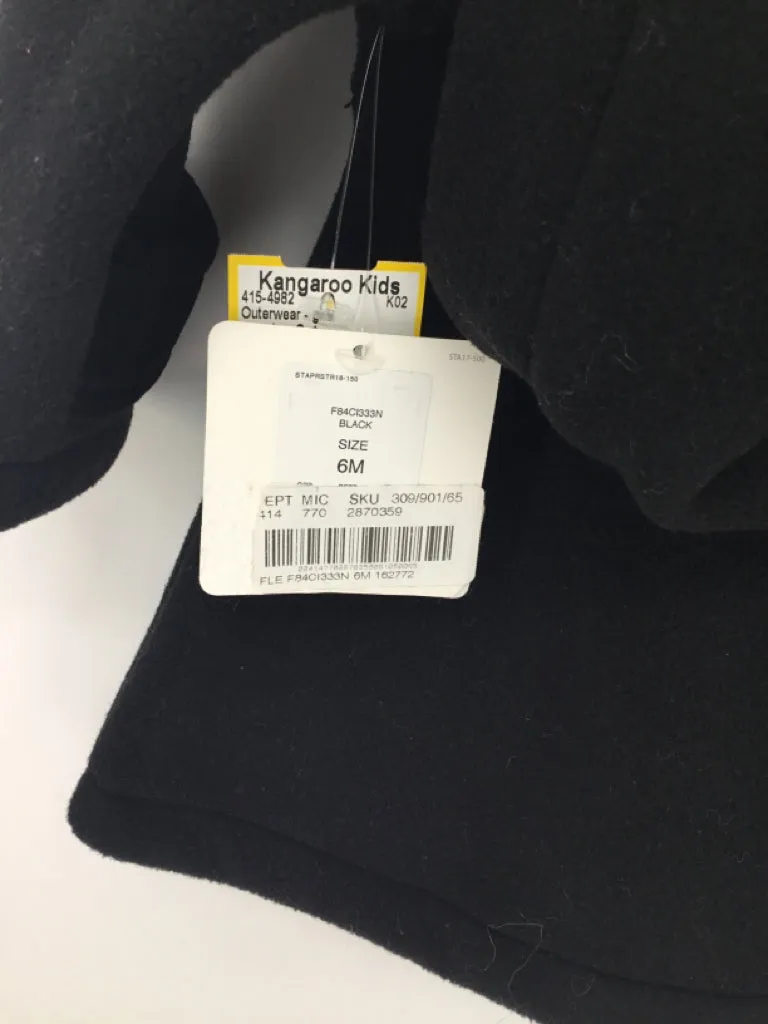 Kangaroo Kids
415-4982 K02
Outerwear -
STA17-500
STAPRSTR18-150
F84CI333N
BLACK
SIZE
6M
EPT MIC SKU 309/901/65
414 770 2870359
FLE F84CI333N 6M 162772